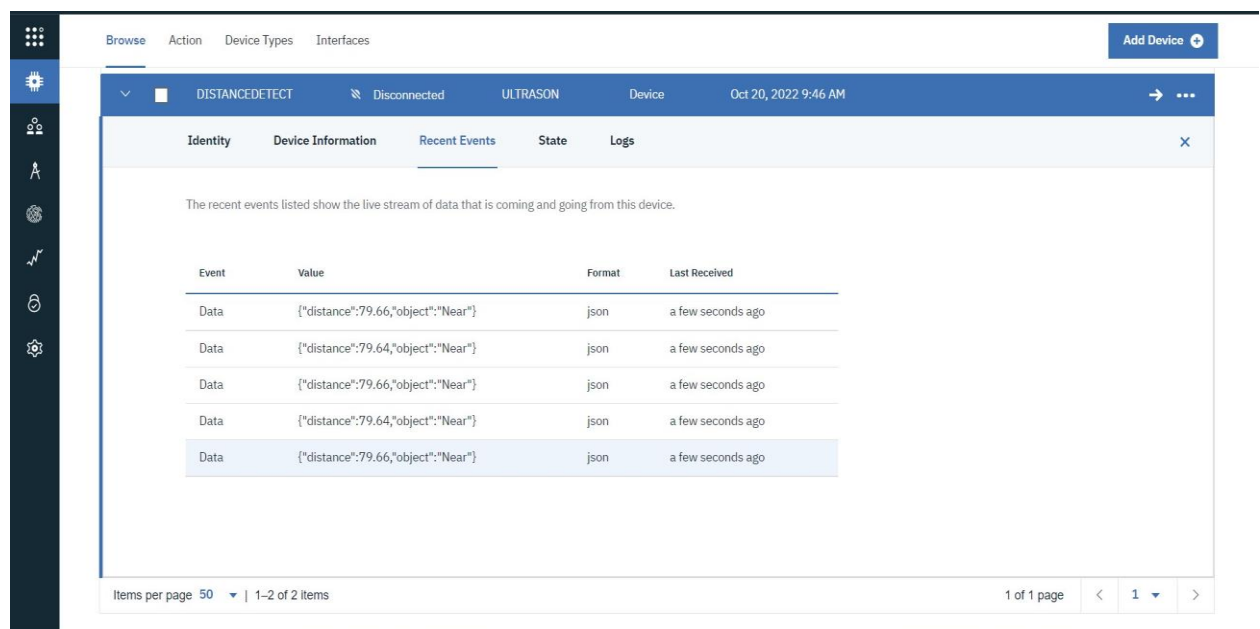 Browse Action Device Types Interfaces Add Device
DISTANCEDETECT Disconnected ULTRASON Device Oct 20, 2022 9:46 AM
Identity Device Information Recent Events State Logs
The recent events listed show the live stream of data that is coming and going from this device.
Event Value Format Last Received
Data {"distance":79.66,"object":"Near"} json a few seconds ago
Data {"distance":79.64,"object":"Near"} json a few seconds ago
Data {"distance":79.66,"object":"Near"} json a few seconds ago
Data {"distance":79.64,"object":"Near"} json a few seconds ago
Data {"distance":79.66,"object":"Near"} json a few seconds ago
Items per page 50 | 1–2 of 2 items 1 of 1 page < 1 >